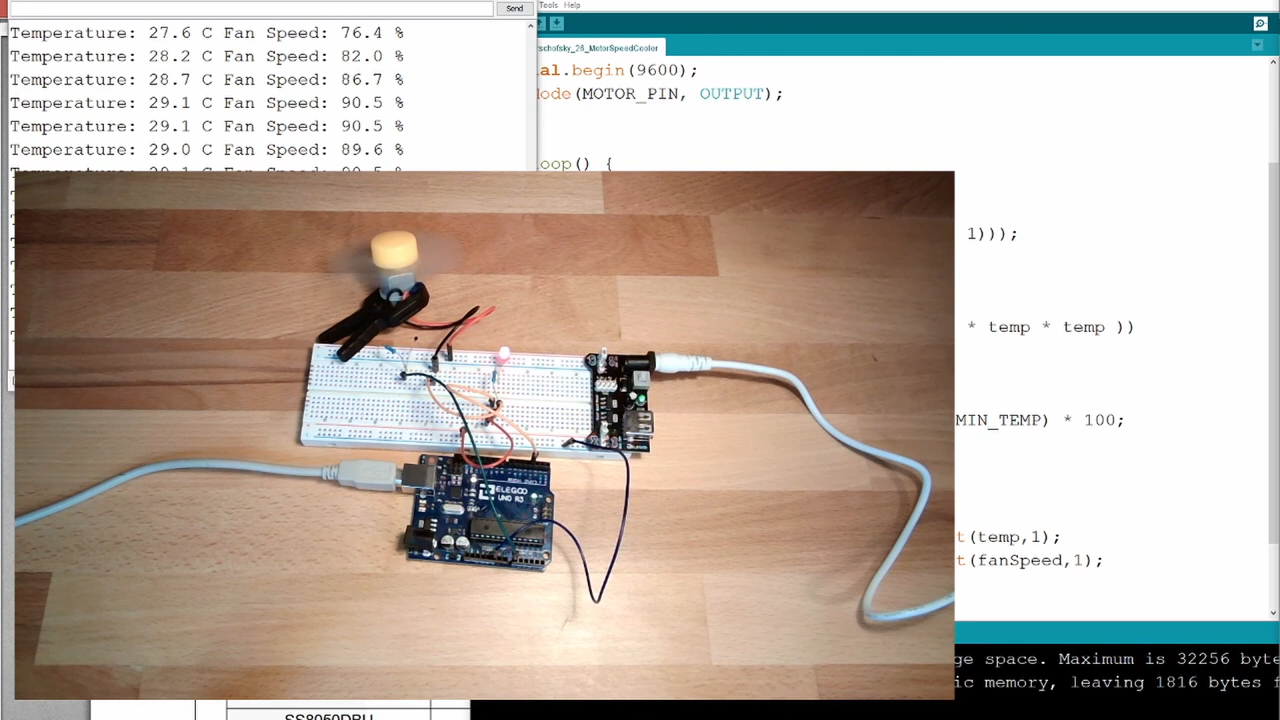 Send
Temperature: 27.6 C Fan Speed: 76.4 %
Temperature: 28.2 C Fan Speed: 82.0 %
Temperature: 28.7 C Fan Speed: 86.7 %
Temperature: 29.1 C Fan Speed: 90.5 %
Temperature: 29.1 C Fan Speed: 90.5 %
Temperature: 29.0 C Fan Speed: 89.6 %
Tools Help
schofsky_26_MotorSpeedCooler
al.begin(9600);
Mode(MOTOR_PIN, OUTPUT);
oop() {
1)));
* temp * temp ))
MIN_TEMP) * 100;
t(temp,1);
t(fanSpeed,1);
ge space. Maximum is 32256 byte
ic memory, leaving 1816 bytes f
ELEGOO
UNO R3
SS8050DBU